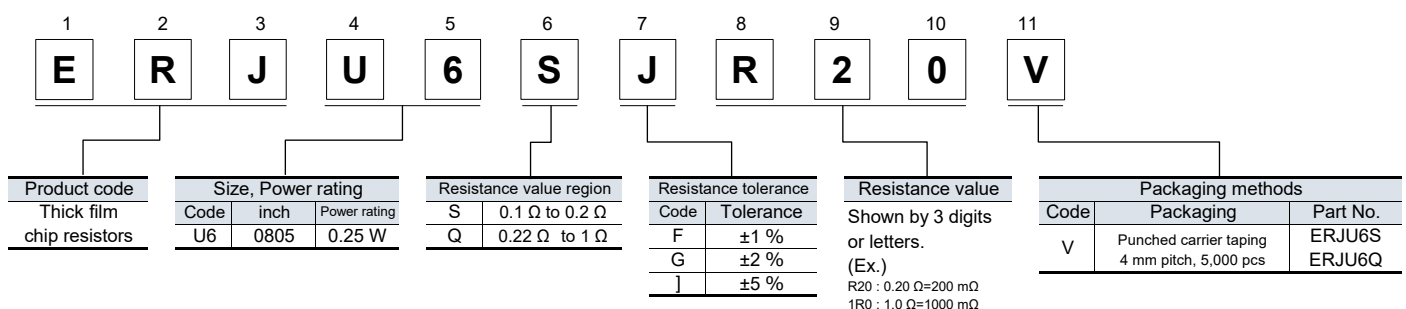 1 2 3 4 5 6 7 8 9 10 11
E R J U 6 S J R 2 0 V
Product code
Thick film
chip resistors
Size, Power rating
Code inch Power rating
U6 0805 0.25 W
Resistance value region
S 0.1 Ω to 0.2 Ω
Q 0.22 Ω to 1 Ω
Resistance tolerance
Code Tolerance
F ±1 %
G ±2 %
] ±5 %
Resistance value
Shown by 3 digits
or letters.
(Ex.)
R20 : 0.20 Ω=200 mΩ
1R0 : 1.0 Ω=1000 mΩ
Packaging methods
Code Packaging Part No.
V Punched carrier taping ERJU6S
4 mm pitch, 5,000 pcs ERJU6Q